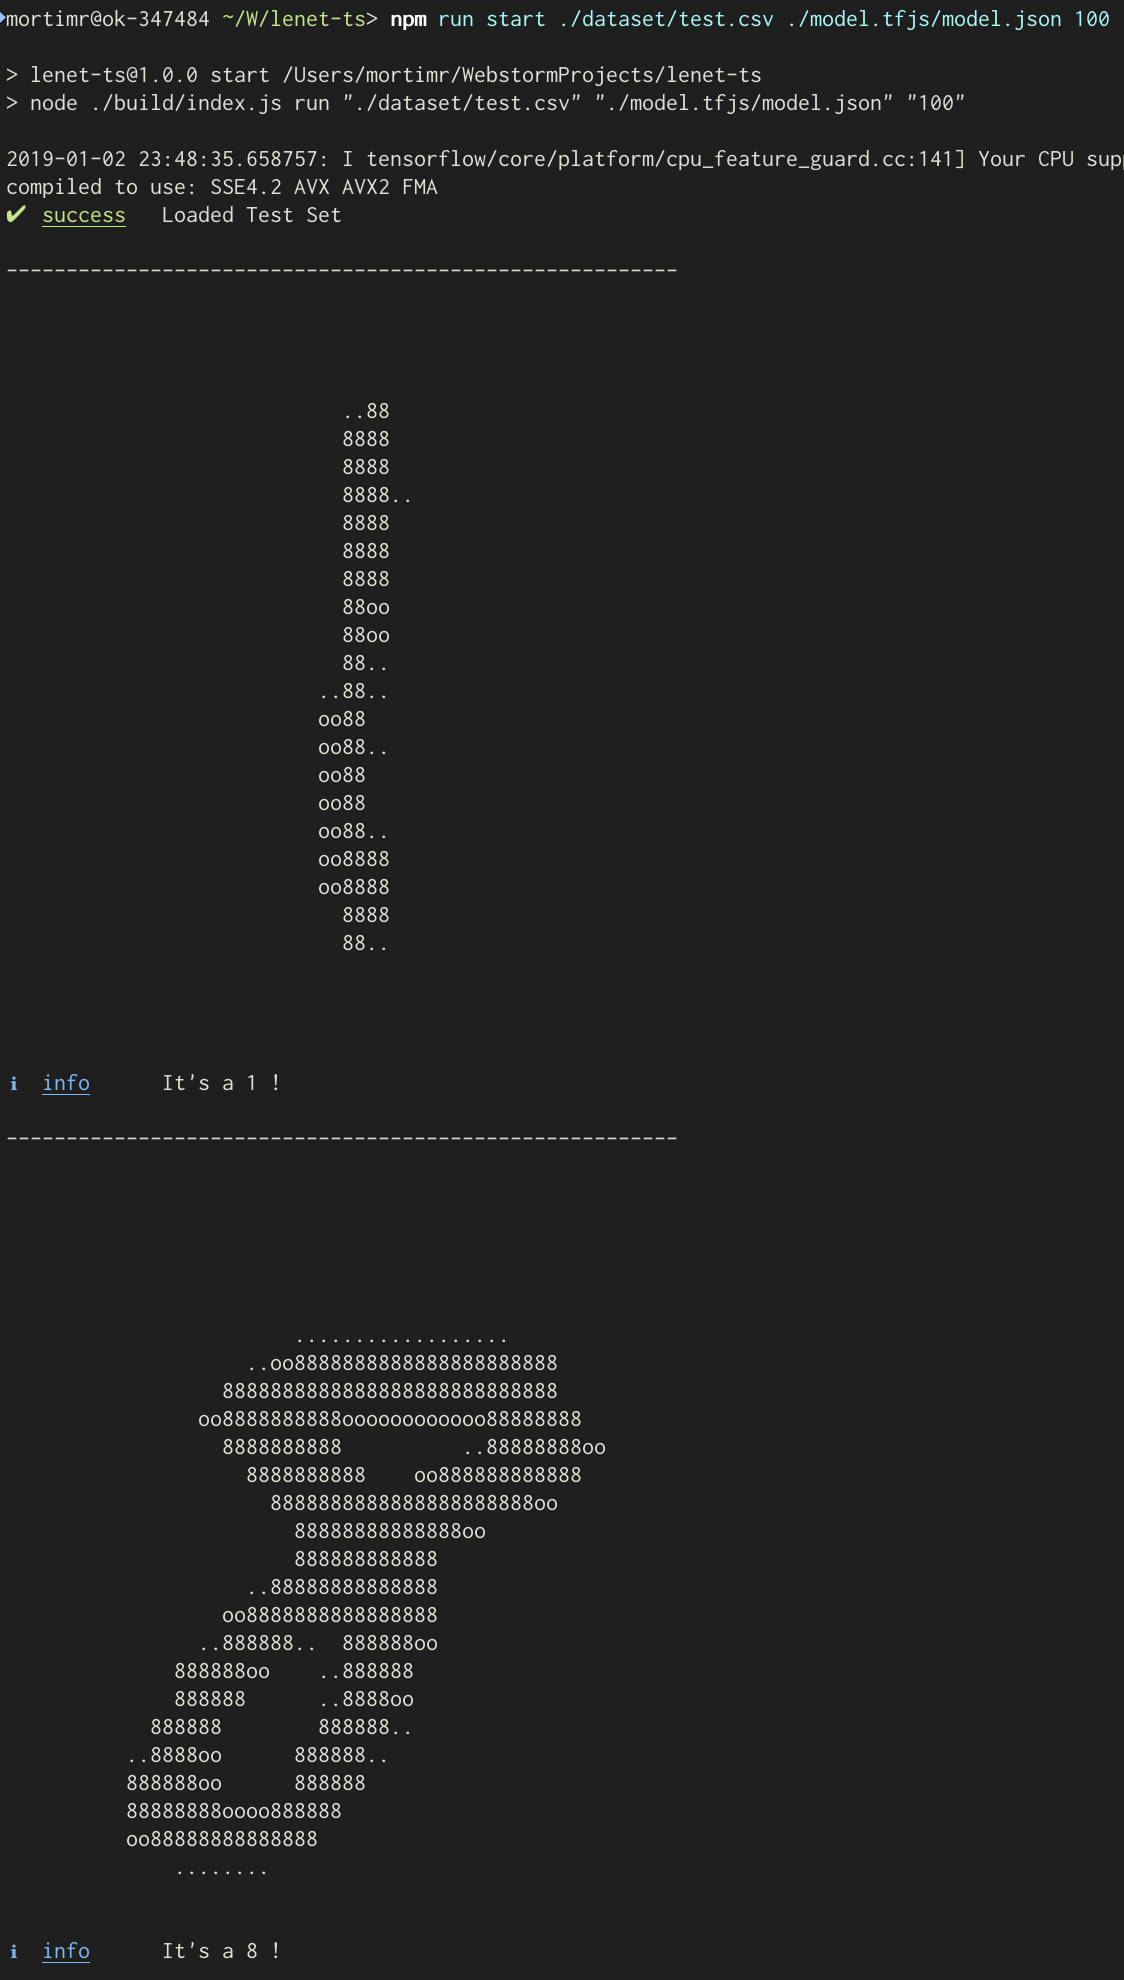 mortimr@ok-347484 ~/W/lenet-ts> npm run start ./dataset/test.csv ./model.tfjs/model.json 100
> lenet-ts@1.0.0 start /Users/mortimr/WebstormProjects/lenet-ts
> node ./build/index.js run "./dataset/test.csv" "./model.tfjs/model.json" "100"
2019-01-02 23:48:35.658757: I tensorflow/core/platform/cpu_feature_guard.cc:141] Your CPU sup
compiled to use: SSE4.2 AVX AVX2 FMA
✔ success   Loaded Test Set
--------------------------------------------------------
                            ..88
                            8888
                            8888
                            8888..
                            8888
                            8888
                            8888
                            88oo
                            88oo
                            88..
                          ..88..
                          oo88
                          oo88..
                          oo88
                          oo88
                          oo88..
                          oo8888
                          oo8888
                            8888
                            88..
ℹ info      It's a 1 !
--------------------------------------------------------
                        ..................
                    ..oo8888888888888888888888
                  8888888888888888888888888888
                oo8888888888oooooooooooo88888888
                  8888888888          ..88888888oo
                    8888888888    oo888888888888
                      8888888888888888888888oo
                        88888888888888oo
                        888888888888
                    ..88888888888888
                  oo8888888888888888
                ..888888..  888888oo
              888888oo    ..888888
              888888      ..8888oo
            888888        888888..
          ..8888oo      888888..
          888888oo      888888
          88888888oooo888888
          oo88888888888888
              ........
ℹ info      It's a 8 !